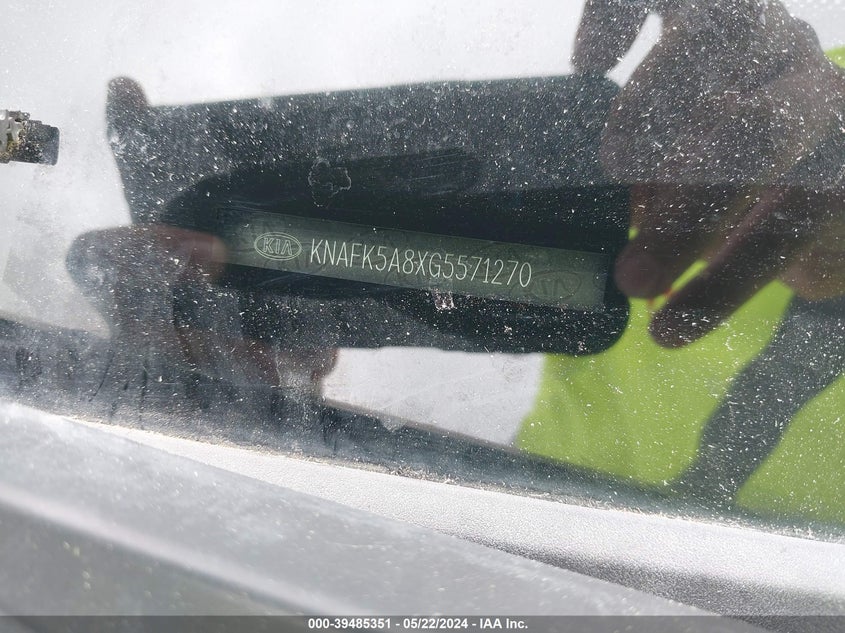 KIA KNAFK5A8XG5571270
000-39485351 - 05/22/2024 - IAA Inc.